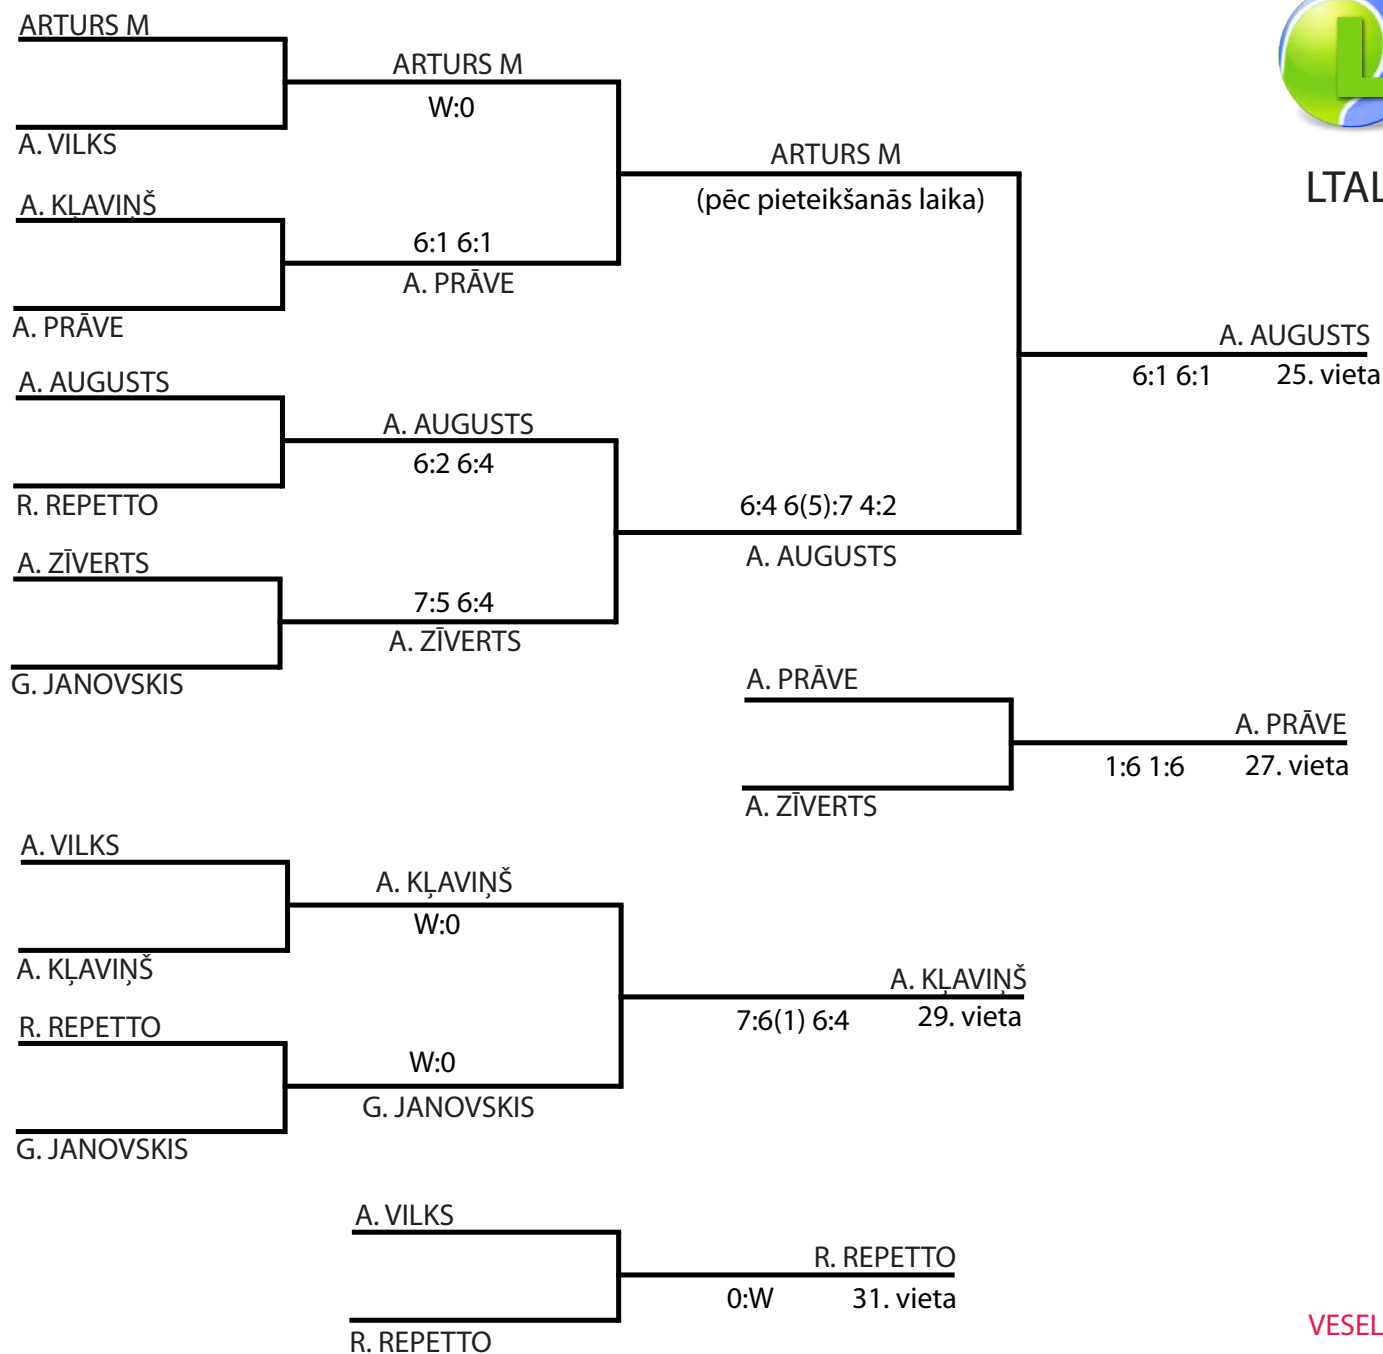 ARTURS M
ARTURS M
W:0
A. VILKS
ARTURS M
(pēc pieteikšanās laika)
LTAL
A. KĻAVIŅŠ
6:1 6:1
A. PRĀVE
A. PRĀVE
A. AUGUSTS
6:1 6:1 25. vieta
A. AUGUSTS
A. AUGUSTS
6:2 6:4
R. REPETTO
6:4 6(5):7 4:2
A. AUGUSTS
A. ZĪVERTS
7:5 6:4
A. ZĪVERTS
G. JANOVSKIS
A. PRĀVE
A. PRĀVE
1:6 1:6 27. vieta
A. ZĪVERTS
A. VILKS
A. KĻAVIŅŠ
W:0
A. KĻAVIŅŠ
A. KĻAVIŅŠ
7:6(1) 6:4 29. vieta
R. REPETTO
W:0
G. JANOVSKIS
G. JANOVSKIS
A. VILKS
R. REPETTO
0:W 31. vieta
R. REPETTO
VESEL